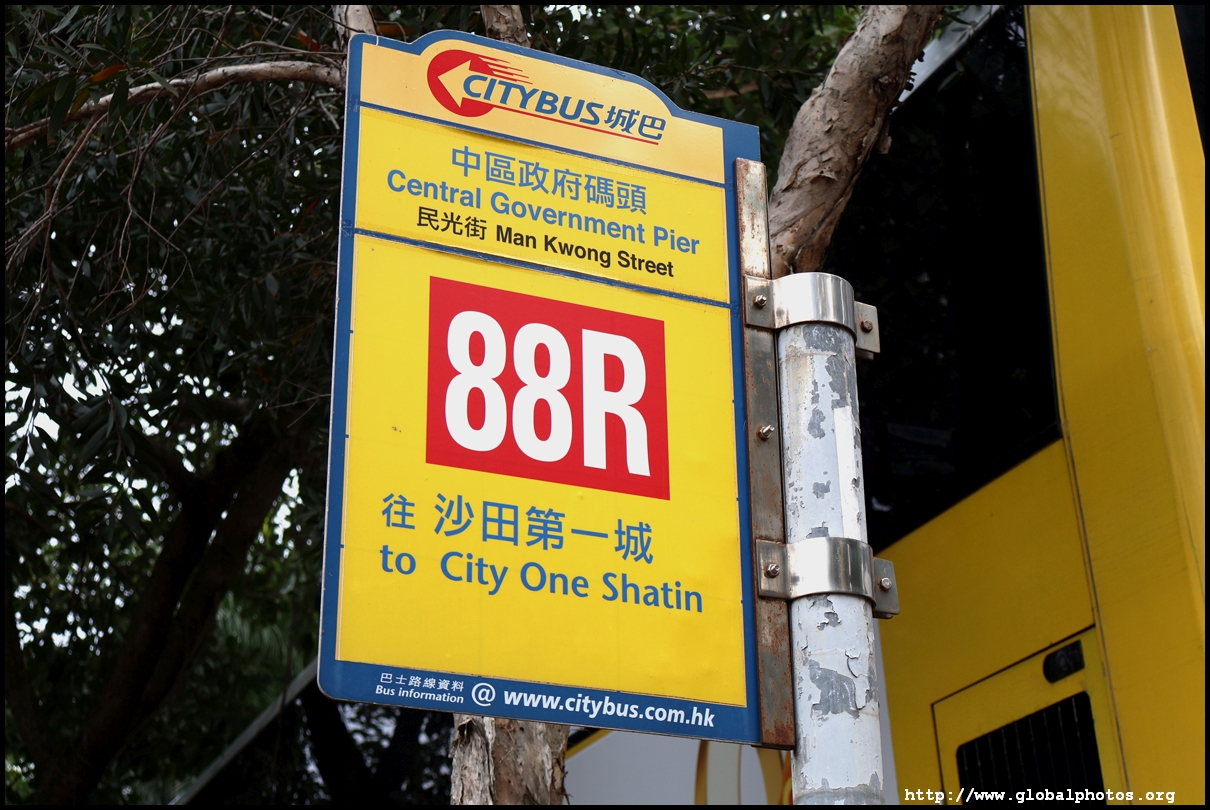 CITYBUS城巴
中區政府碼頭
Central Government Pier
民光街 Man Kwong Street
88R
往 沙田第一城
to City One Shatin
巴士路線資料
Bus information @ www.citybus.com.hk
http://www.globalphotos.org